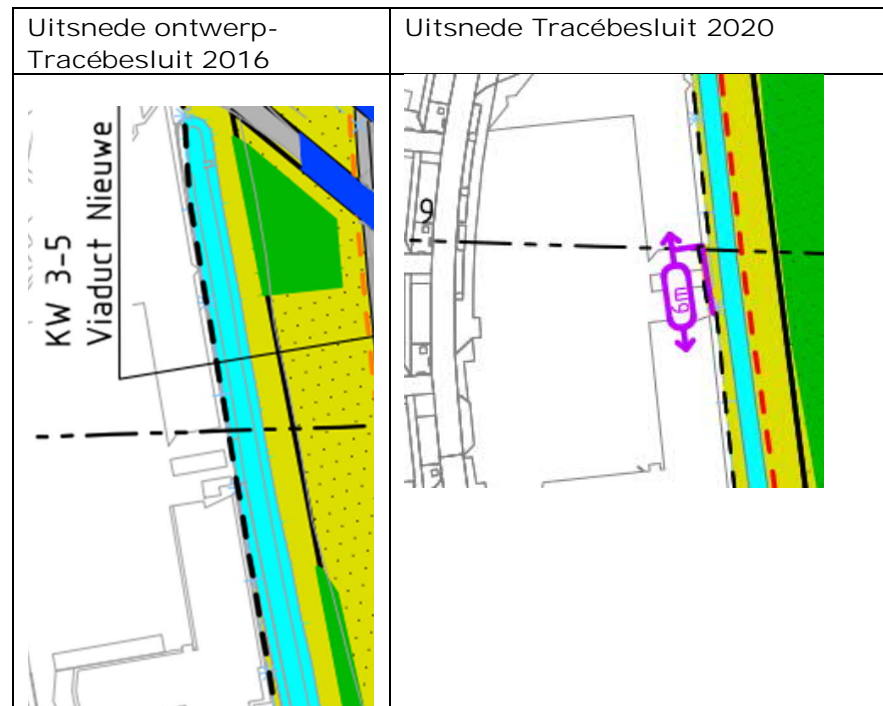 Uitsnede ontwerp-
Tracébesluit 2016
Uitsnede Tracébesluit 2020
KW 3-5
Viaduct Nieuwe
9
6m